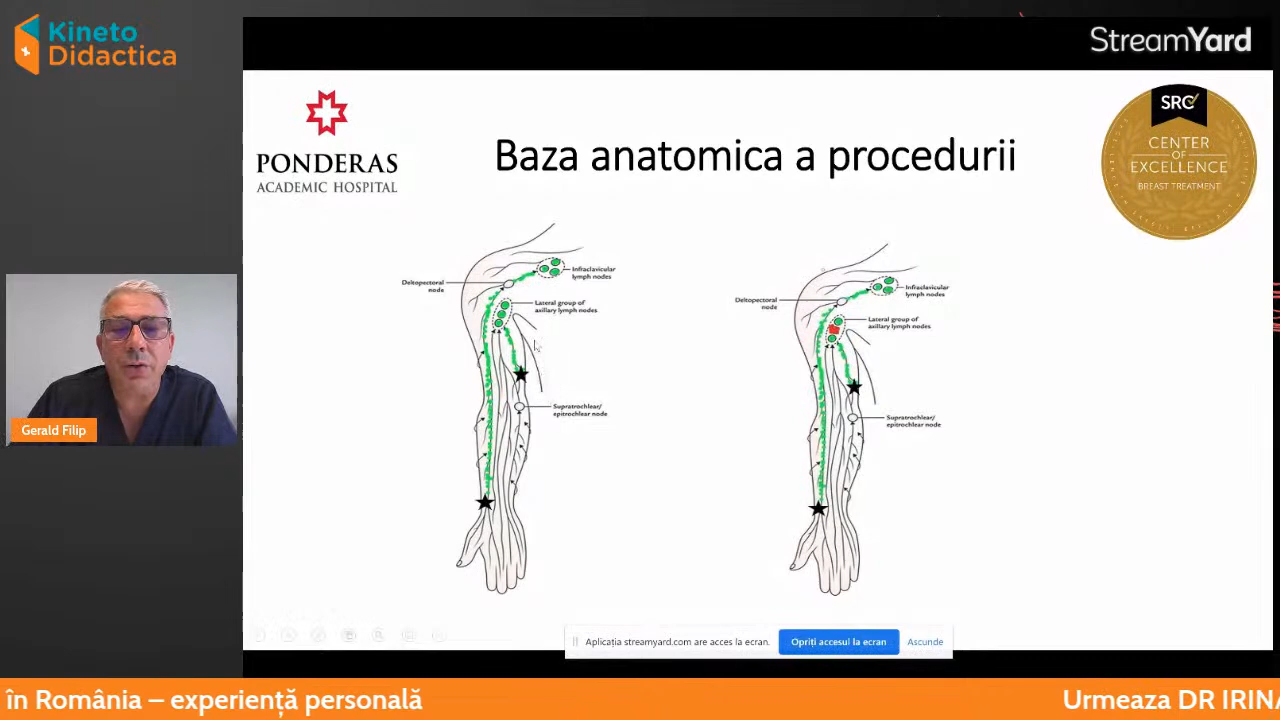 Kineto
Didactica
StreamYard
PONDERAS
ACADEMIC HOSPITAL
Baza anatomica a procedurii
SRC
CENTER
OF
EXCELLENCE
BREAST TREATMENT
Deltopectoral
node
Infraclavicular
lymph nodes
Lateral group of
axillary lymph nodes
Supratrochlear/
epitrochlear node
Deltopectoral
node
Infraclavicular
lymph nodes
Lateral group of
axillary lymph nodes
Supratrochlear/
epitrochlear node
Gerald Filip
Aplicația streamyard.com are acces la ecran.
Opriți accesul la ecran
Ascunde
în România – experiență personală
Urmeaza DR IRINA